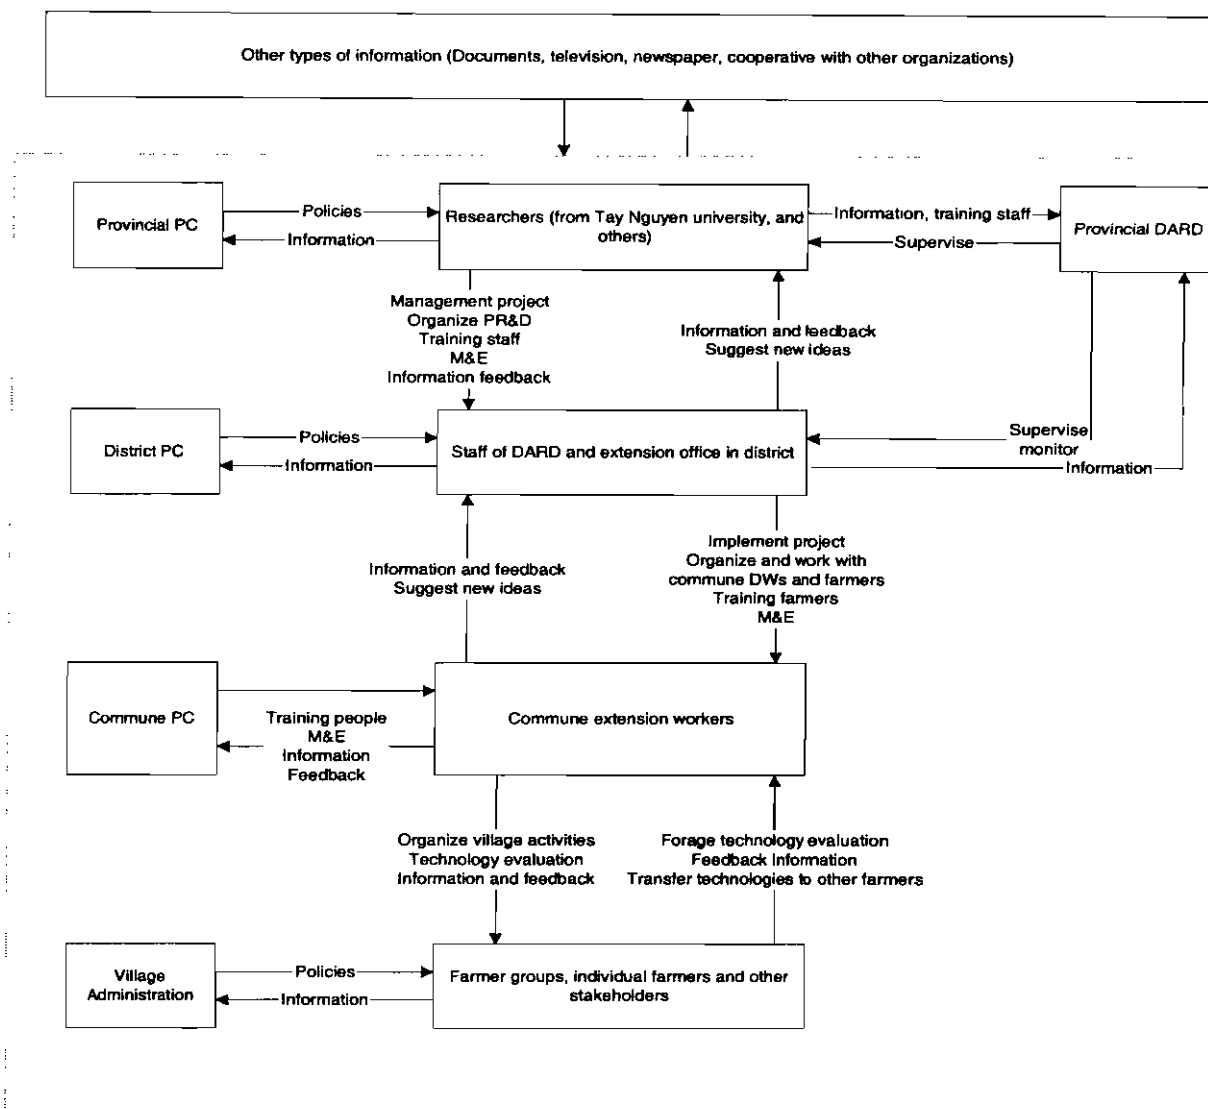 Other types of information (Documents, television, newspaper, cooperative with other organizations)
Provincial PC
Policies
Information
Researchers (from Tay Nguyen university, and
others)
Information, training staff
Supervise
Provincial DARD
Management project
Organize PR&D
Training staff
M&E
Information feedback
Information and feedback
Suggest new ideas
District PC
Policies
Information
Staff of DARD and extension office in district
Supervise
monitor
Information
Information and feedback
Suggest new ideas
Implement project
Organize and work with
commune DWs and farmers
Training farmers
M&E
Commune PC
Training people
M&E
Information
Feedback
Commune extension workers
Organize village activities
Technology evaluation
Information and feedback
Forage technology evaluation
Feedback Information
Transfer technologies to other farmers
Village
Administration
Policies
Information
Farmer groups, individual farmers and other
stakeholders